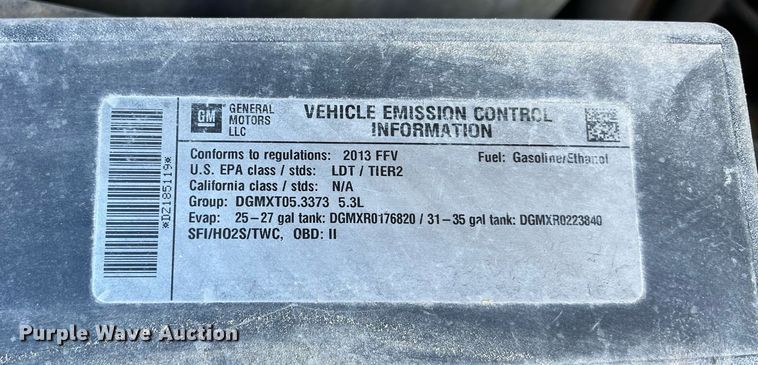 GM
GENERAL
MOTORS
LLC
VEHICLE EMISSION CONTROL
INFORMATION
Conforms to regulations: 2013 FFV Fuel: Gasoline/Ethanol
U.S. EPA class / stds: LDT / TIER2
California class / stds: N/A
Group: DGMXT05.3373 5.3L
Evap: 25-27 gal tank: DGMXR0176820 / 31-35 gal tank: DGMXR0223840
SFI/HO2S/TWC, OBD: II
*DZ185119*
Purple Wave Auction